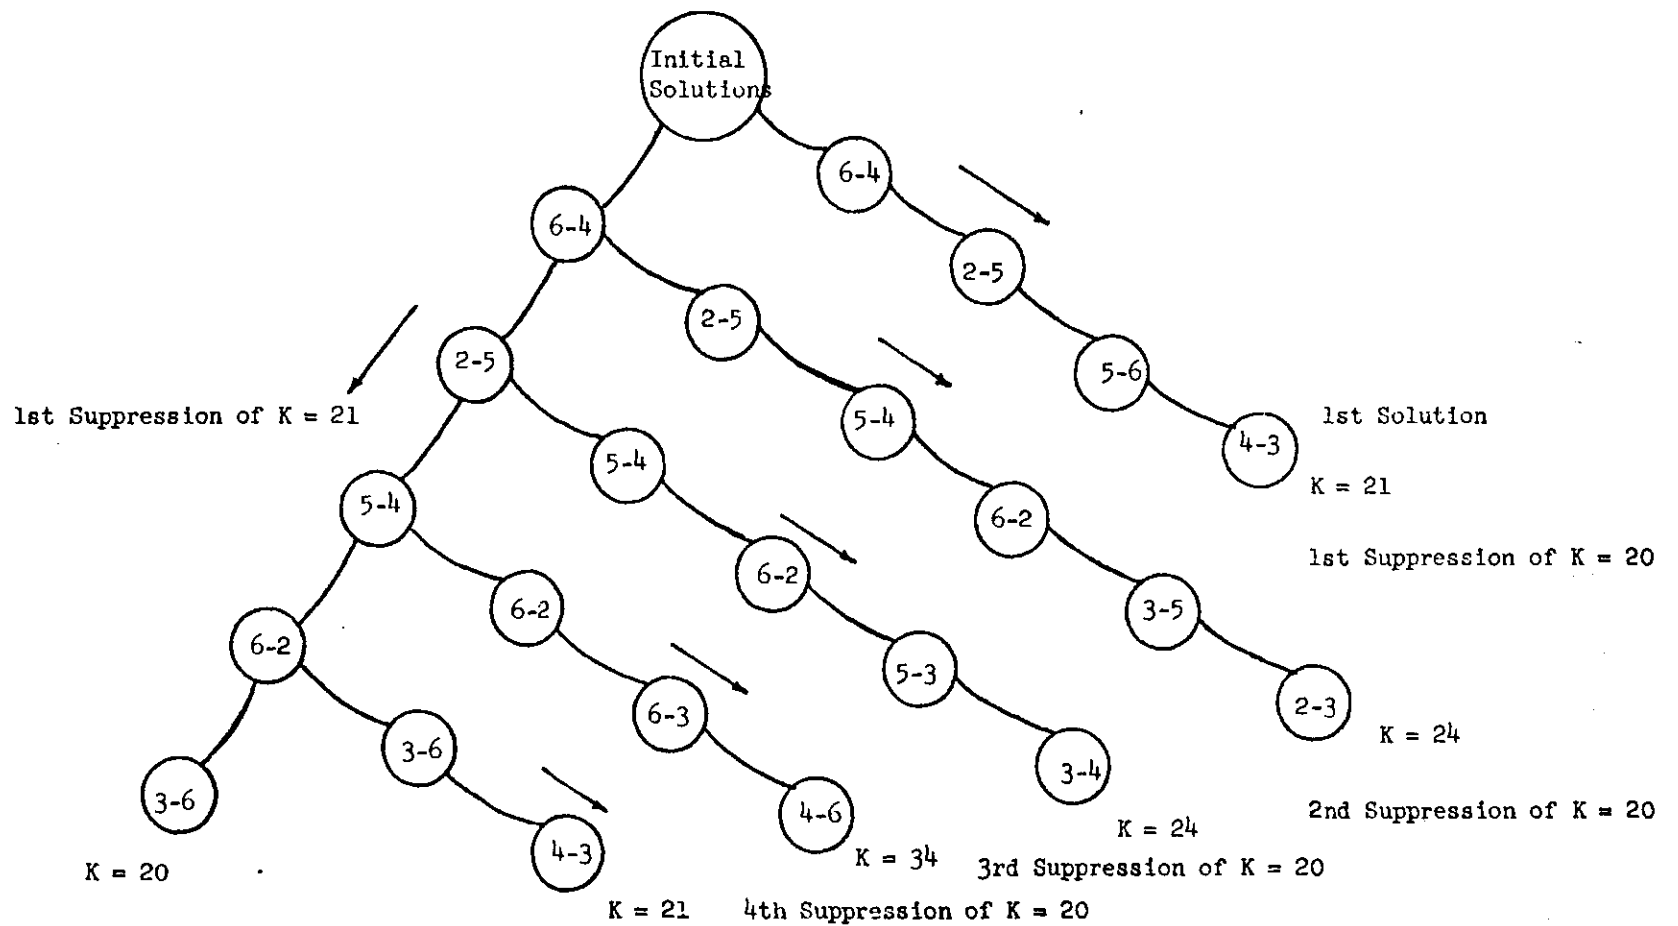 Initial
Solutions
6-4
6-4
2-5
2-5
2-5
5-6
1st Suppression of K = 21
5-4
1st Solution
4-3
5-4
K = 21
5-4
6-2
1st Suppression of K = 20
6-2
6-2
3-5
6-2
5-3
6-3
2-3
K = 24
3-6
3-4
3-6
4-6
2nd Suppression of K = 20
K = 24
4-3
K = 34
3rd Suppression of K = 20
K = 20
K = 21
4th Suppression of K = 20